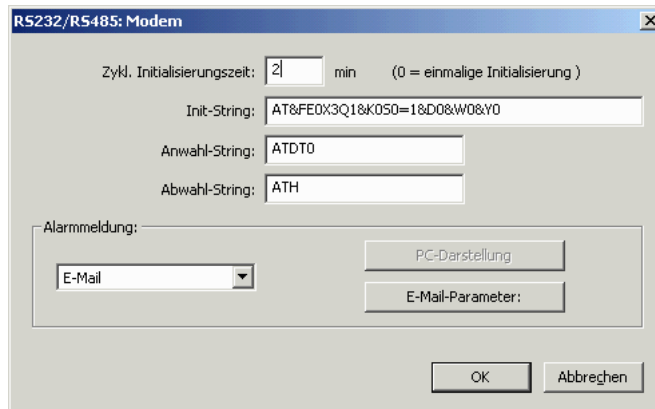 RS232/RS485: Modem
Zykl. Initialisierungszeit: 2 min (0 = einmalige Initialisierung )
Init-String: AT&FE0X3Q1&K0S0=1&D0&W0&Y0
Anwahl-String: ATDT0
Abwahl-String: ATH
Alarmmeldung:
PC-Darstellung
E-Mail
E-Mail-Parameter:
OK Abbrechen